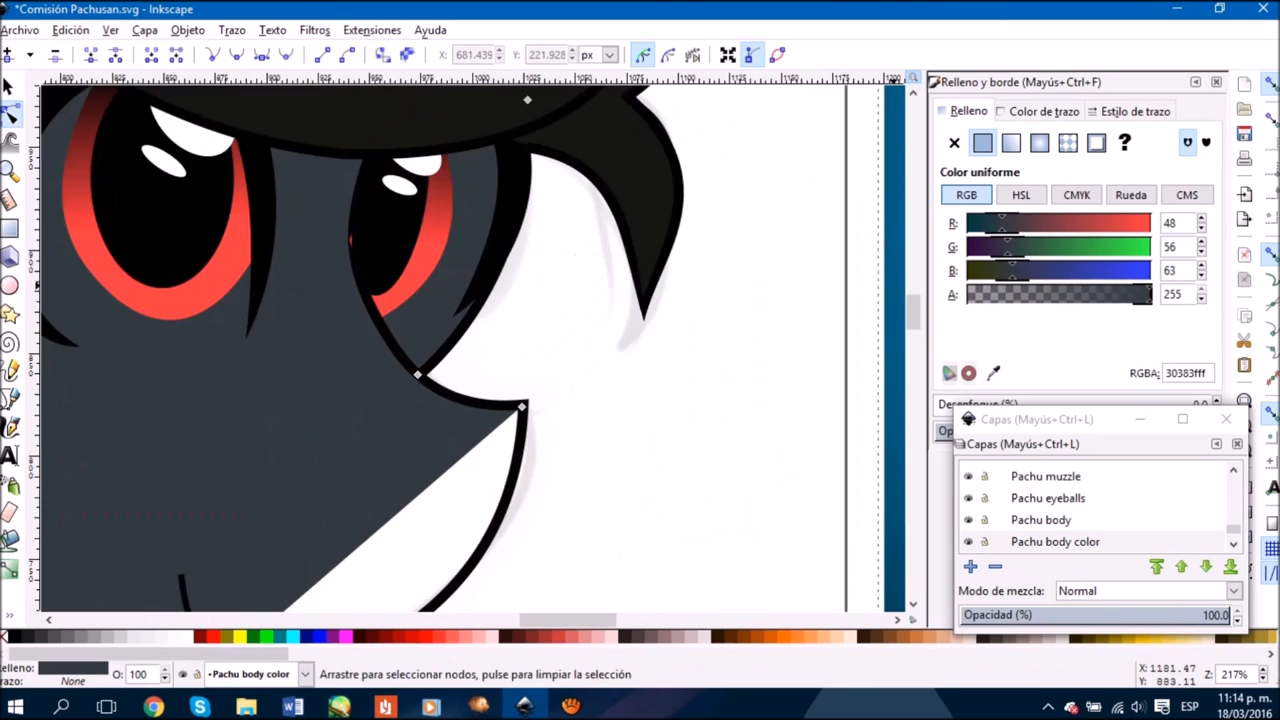 *Comisión Pachusan.svg - Inkscape
Archivo Edición Ver Capa Objeto Trazo Texto Filtros Extensiones Ayuda
X: 681.439 Y: 221.928 px
Relleno y borde (Mayús+Ctrl+F)
Relleno Color de trazo Estilo de trazo
?
Color uniforme
RGB HSL CMYK Rueda CMS
R: 48
G: 56
B: 63
A: 255
RGBA: 30383fff
Desenfoque (%)
Capas (Mayús+Ctrl+L)
Capas (Mayús+Ctrl+L)
Pachu muzzle
Pachu eyeballs
Pachu body
Pachu body color
Modo de mezcla: Normal
Opacidad (%) 100.0
Relleno:
Trazo: None
O: 100
•Pachu body color
Arrastre para seleccionar nodos, pulse para limpiar la selección
X: 1181.47
Y: 883.11
Z: 217%
ESP
11:14 p. m.
18/03/2016